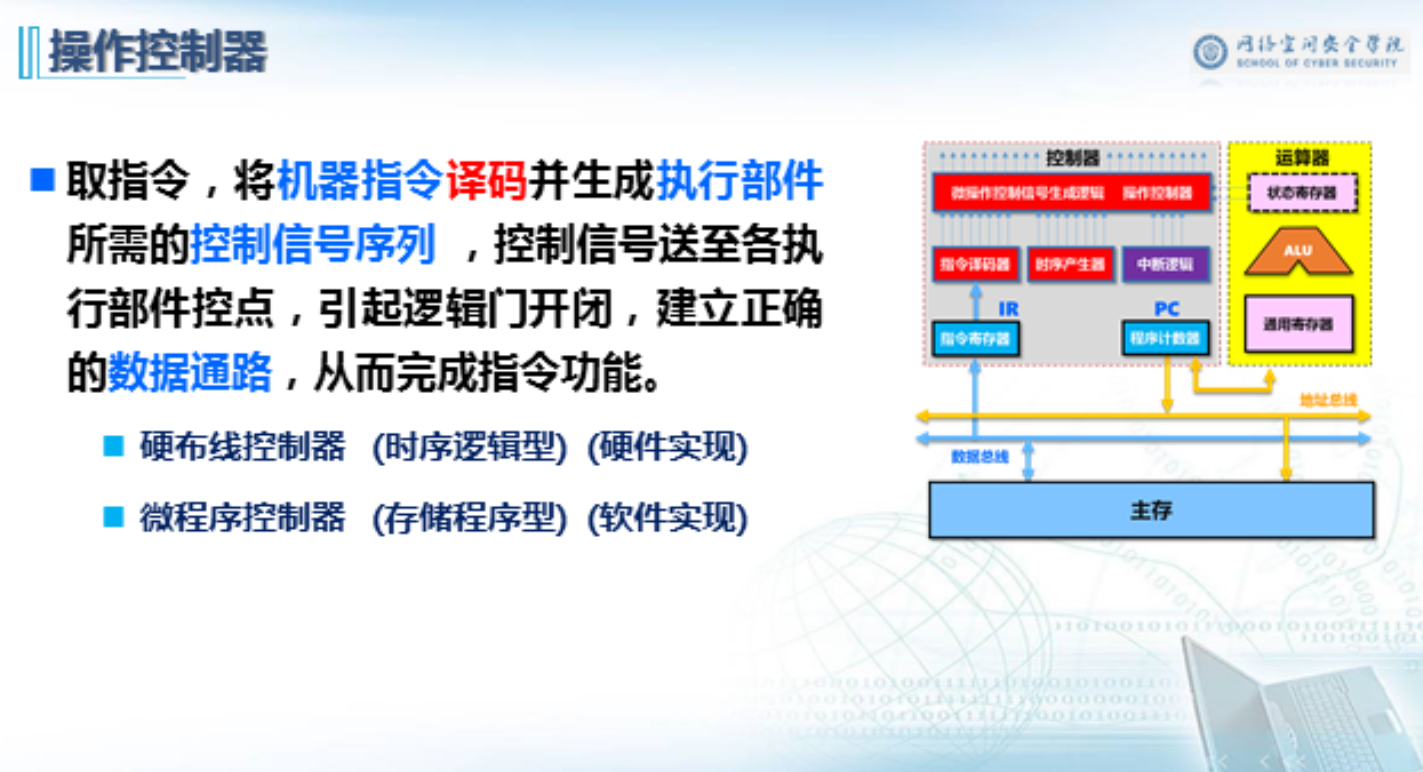 操作控制器
网络空间安全学院
SCHOOL OF CYBER SECURITY
取指令，将机器指令译码并生成执行部件
所需的控制信号序列 ，控制信号送至各执
行部件控点，引起逻辑门开闭，建立正确
的数据通路，从而完成指令功能。
硬布线控制器 (时序逻辑型) (硬件实现)
微程序控制器 (存储程序型) (软件实现)
控制器
微操作控制信号生成逻辑 操作控制器
指令译码器 时序产生器 中断逻辑
IR PC
指令寄存器 程序计数器
运算器
状态寄存器
ALU
通用寄存器
地址总线
数据总线
主存